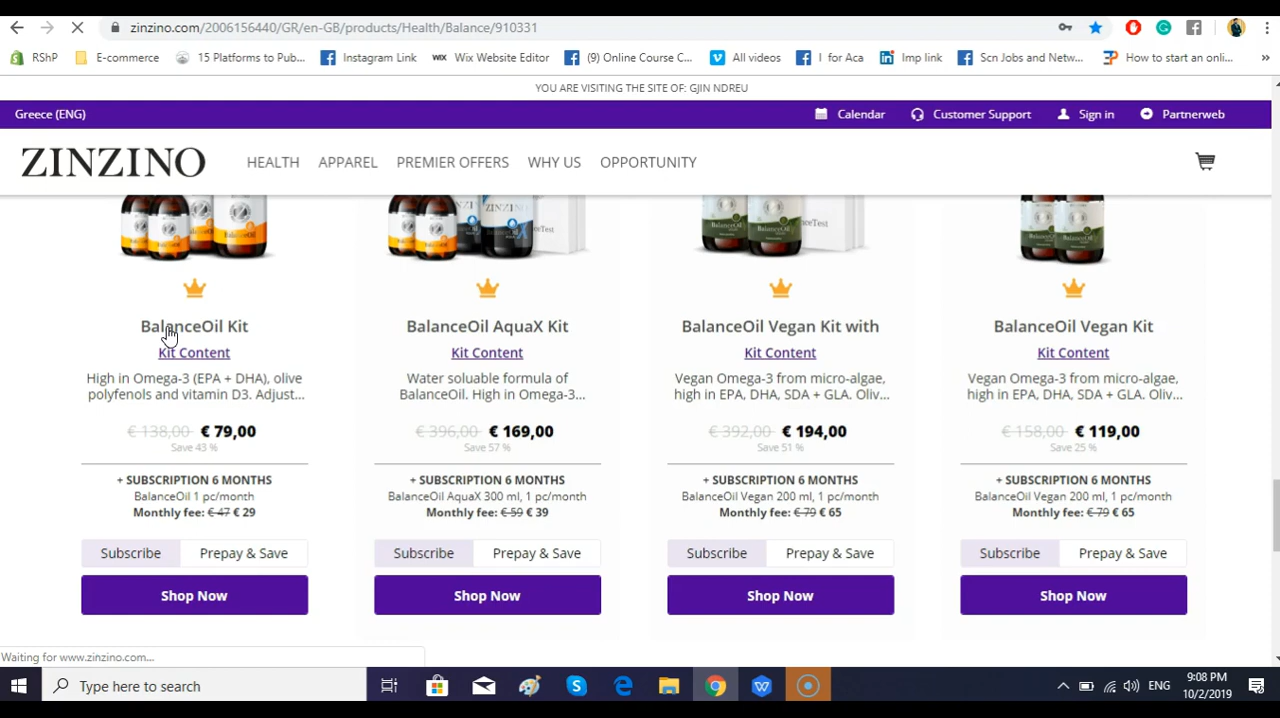 zinzino.com/2006156440/GR/en-GB/products/Health/Balance/910331
RShP E-commerce 15 Platforms to Pub... Instagram Link WIX Wix Website Editor (9) Online Course C... All videos I for Aca Imp link Scn Jobs and Netw... How to start an onli... »
YOU ARE VISITING THE SITE OF: GJIN NDREU
Greece (ENG) Calendar Customer Support Sign in Partnerweb
ZINZINO HEALTH APPAREL PREMIER OFFERS WHY US OPPORTUNITY
BalanceOil Kit BalanceOil AquaX Kit BalanceOil Vegan Kit with BalanceOil Vegan Kit
Kit Content Kit Content Kit Content Kit Content
High in Omega-3 (EPA + DHA), olive Water soluable formula of Vegan Omega-3 from micro-algae, Vegan Omega-3 from micro-algae,
polyfenols and vitamin D3. Adjust... BalanceOil. High in Omega-3... high in EPA, DHA, SDA + GLA. Oliv... high in EPA, DHA, SDA + GLA. Oliv...
€ 138,00 € 79,00 € 396,00 € 169,00 € 392,00 € 194,00 € 158,00 € 119,00
Save 43 % Save 57 % Save 51 % Save 25 %
+ SUBSCRIPTION 6 MONTHS + SUBSCRIPTION 6 MONTHS + SUBSCRIPTION 6 MONTHS + SUBSCRIPTION 6 MONTHS
BalanceOil 1 pc/month BalanceOil AquaX 300 ml, 1 pc/month BalanceOil Vegan 200 ml, 1 pc/month BalanceOil Vegan 200 ml, 1 pc/month
Monthly fee: € 47 € 29 Monthly fee: € 59 € 39 Monthly fee: € 79 € 65 Monthly fee: € 79 € 65
Subscribe Prepay & Save Subscribe Prepay & Save Subscribe Prepay & Save Subscribe Prepay & Save
Shop Now Shop Now Shop Now Shop Now
Waiting for www.zinzino.com...
Type here to search ENG 9:08 PM
10/2/2019